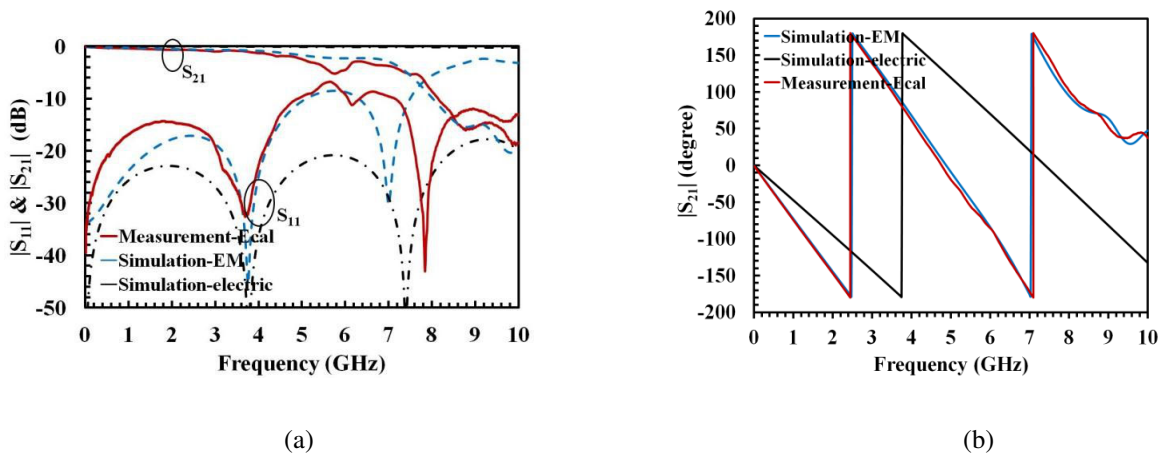 0
-10
-20
-30
-40
-50
|S11| & |S21| (dB)
S21
S11
Measurement-Ecal
Simulation-EM
Simulation-electric
0 1 2 3 4 5 6 7 8 9 10
Frequency (GHz)
(a)
200
150
100
50
0
-50
-100
-150
-200
|S21| (degree)
Simulation-EM
Simulation-electric
Measurement-Ecal
0 1 2 3 4 5 6 7 8 9 10
Frequency (GHz)
(b)